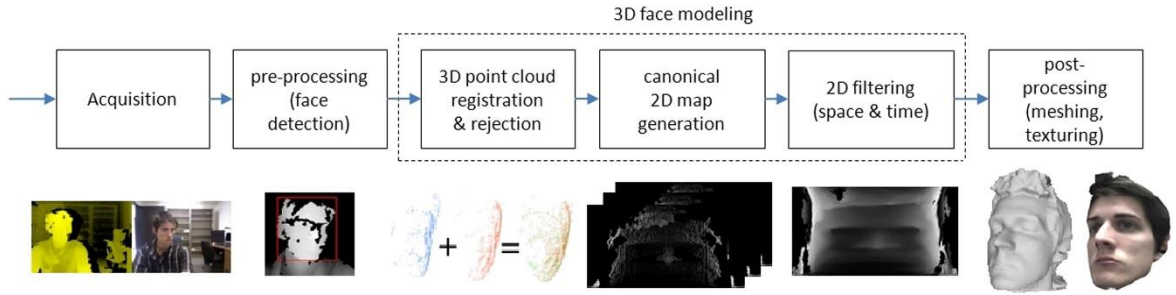 3D face modeling
Acquisition
pre-processing
(face
detection)
3D point cloud
registration
& rejection
canonical
2D map
generation
2D filtering
(space & time)
post-
processing
(meshing,
texturing)
+
=